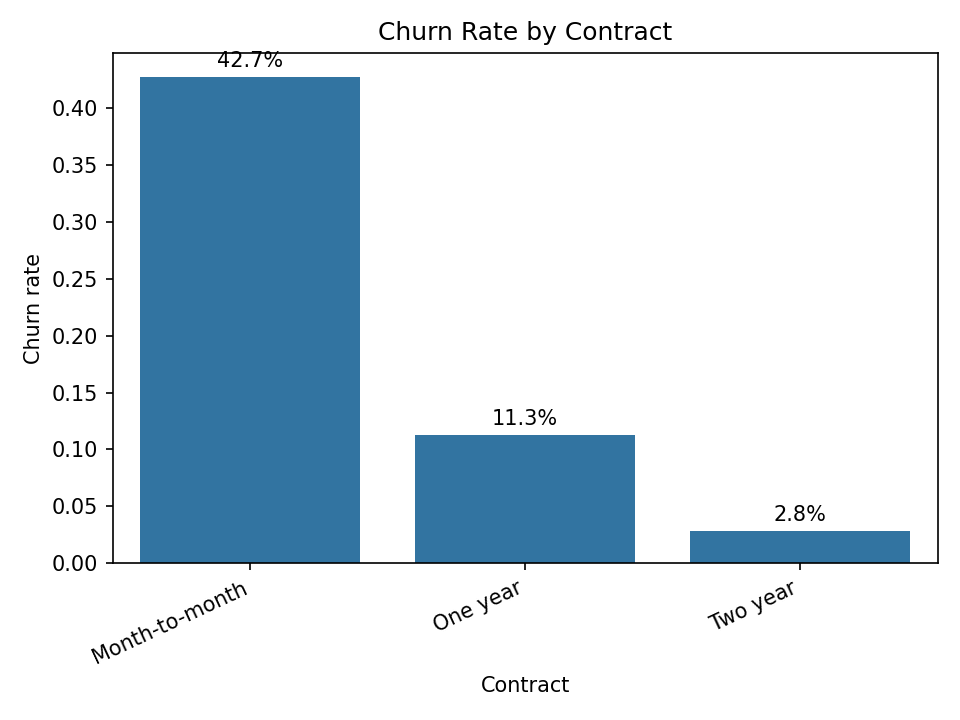 Churn Rate by Contract
42.7%
0.40
0.35
0.30
0.25
0.20
0.15
0.10
0.05
0.00
Churn rate
11.3%
2.8%
Month-to-month
One year
Two year
Contract